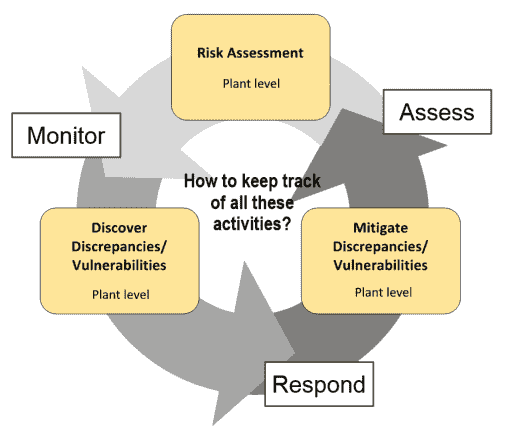 Risk Assessment
Plant level
Assess
Monitor
How to keep track
of all these
activities?
Discover
Discrepancies/
Vulnerabilities
Plant level
Mitigate
Discrepancies/
Vulnerabilities
Plant level
Respond